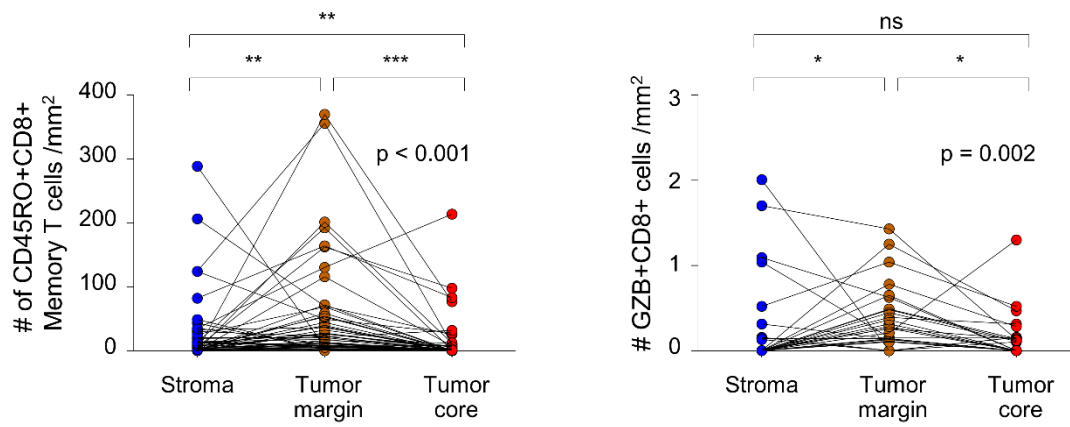 **
** ***
# of CD45RO+CD8+
Memory T cells /mm²
400
300
200
100
0
p < 0.001
Stroma
Tumor
margin
Tumor
core
ns
* *
# GZB+CD8+ cells /mm²
3
2
1
0
p = 0.002
Stroma
Tumor
margin
Tumor
core